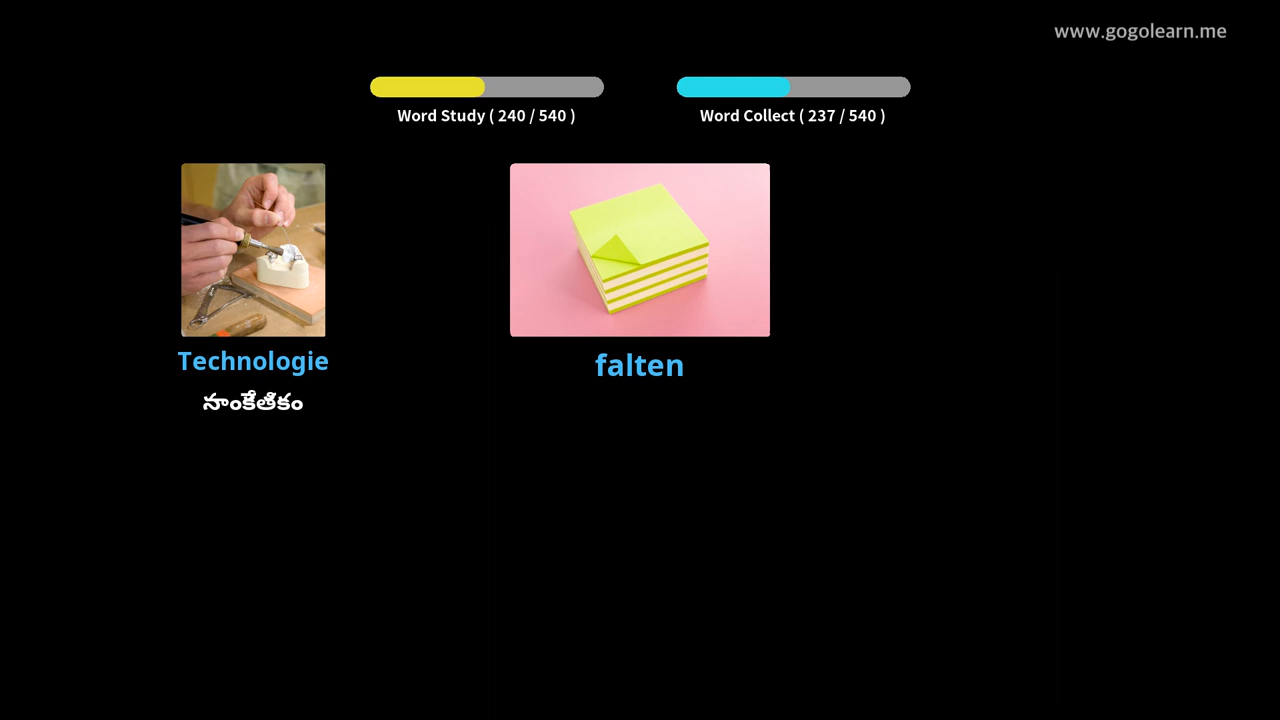 www.gogolearn.me
Word Study ( 240 / 540 )
Word Collect ( 237 / 540 )
Technologie
సాంకేతికం
falten